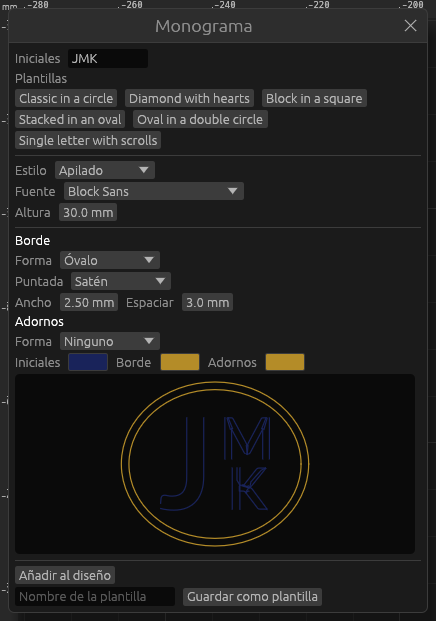 mm -280 -260 -240 -220 -200
Monograma
Iniciales JMK
Plantillas
Classic in a circle Diamond with hearts Block in a square
Stacked in an oval Oval in a double circle
Single letter with scrolls
Estilo Apilado
Fuente Block Sans
Altura 30.0 mm
Borde
Forma Óvalo
Puntada Satén
Ancho 2.50 mm Espaciar 3.0 mm
Adornos
Forma Ninguno
Iniciales Borde Adornos
J M
K
Añadir al diseño
Nombre de la plantilla Guardar como plantilla